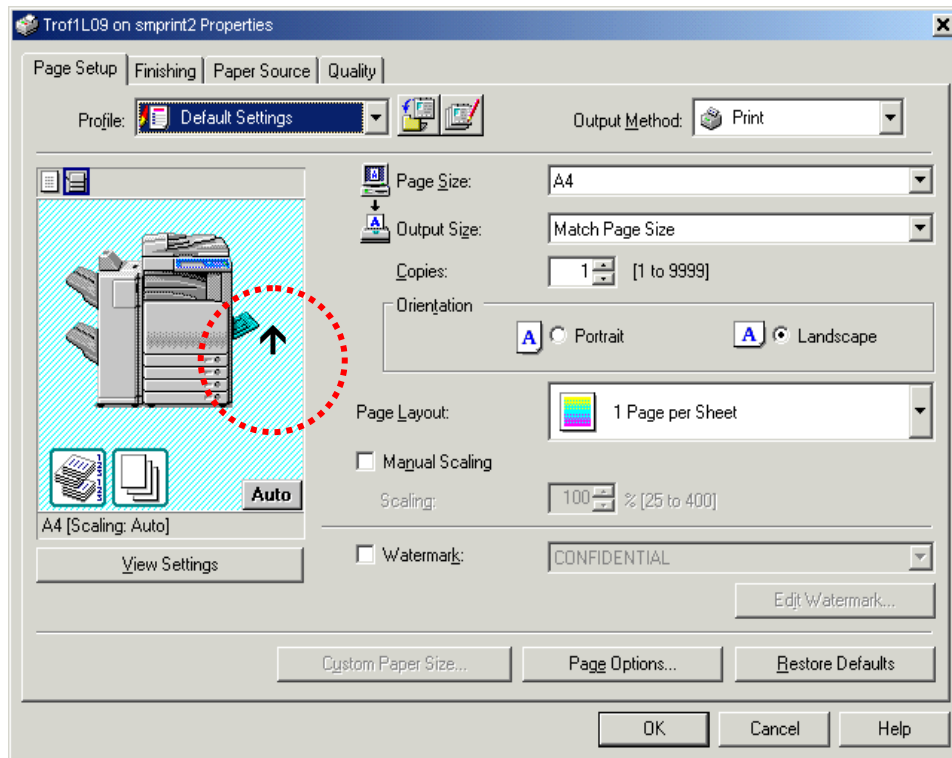 Trof1L09 on smprint2 Properties
Page Setup Finishing Paper Source Quality
Profile: Default Settings
Output Method: Print
Page Size: A4
Output Size: Match Page Size
Copies: 1 [1 to 9999]
Orientation
A Portrait A Landscape
Page Layout: 1 Page per Sheet
Manual Scaling
Scaling: 100 % [25 to 400]
Auto
A4 [Scaling: Auto]
View Settings
Watermark: CONFIDENTIAL
Edit Watermark...
Custom Paper Size... Page Options... Restore Defaults
OK Cancel Help